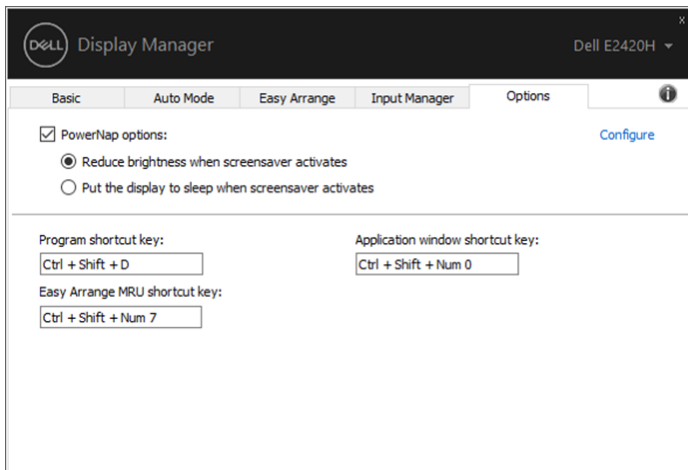 x
DELL Display Manager
Dell E2420H
Basic Auto Mode Easy Arrange Input Manager Options i
PowerNap options:
Configure
Reduce brightness when screensaver activates
Put the display to sleep when screensaver activates
Program shortcut key:
Application window shortcut key:
Ctrl + Shift + D
Ctrl + Shift + Num 0
Easy Arrange MRU shortcut key:
Ctrl + Shift + Num 7